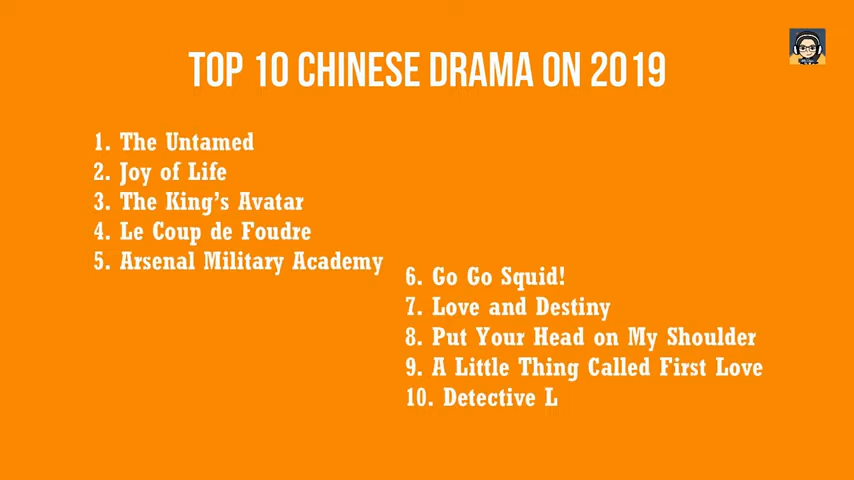 TOP 10 CHINESE DRAMA ON 2019
1. The Untamed
2. Joy of Life
3. The King's Avatar
4. Le Coup de Foudre
5. Arsenal Military Academy
6. Go Go Squid!
7. Love and Destiny
8. Put Your Head on My Shoulder
9. A Little Thing Called First Love
10. Detective L